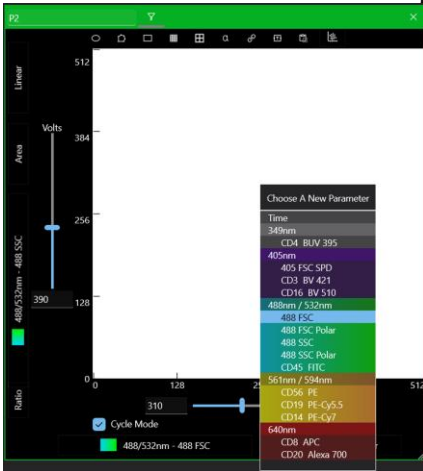 P2
512
Linear
Area
Volts
384
256
488/532nm - 488 SSC
390
128
Ratio
0
0
128
25
512
310
Cycle Mode
488/532nm - 488 FSC
r
Choose A New Parameter
Time
349nm
CD4 BUV 395
405nm
405 FSC SPD
CD3 BV 421
CD16 BV 510
488nm / 532nm
488 FSC
488 FSC Polar
488 SSC
488 SSC Polar
CD45 FITC
561nm / 594nm
CD56 PE
CD19 PE-Cy5.5
CD14 PE-Cy7
640nm
CD8 APC
CD20 Alexa 700